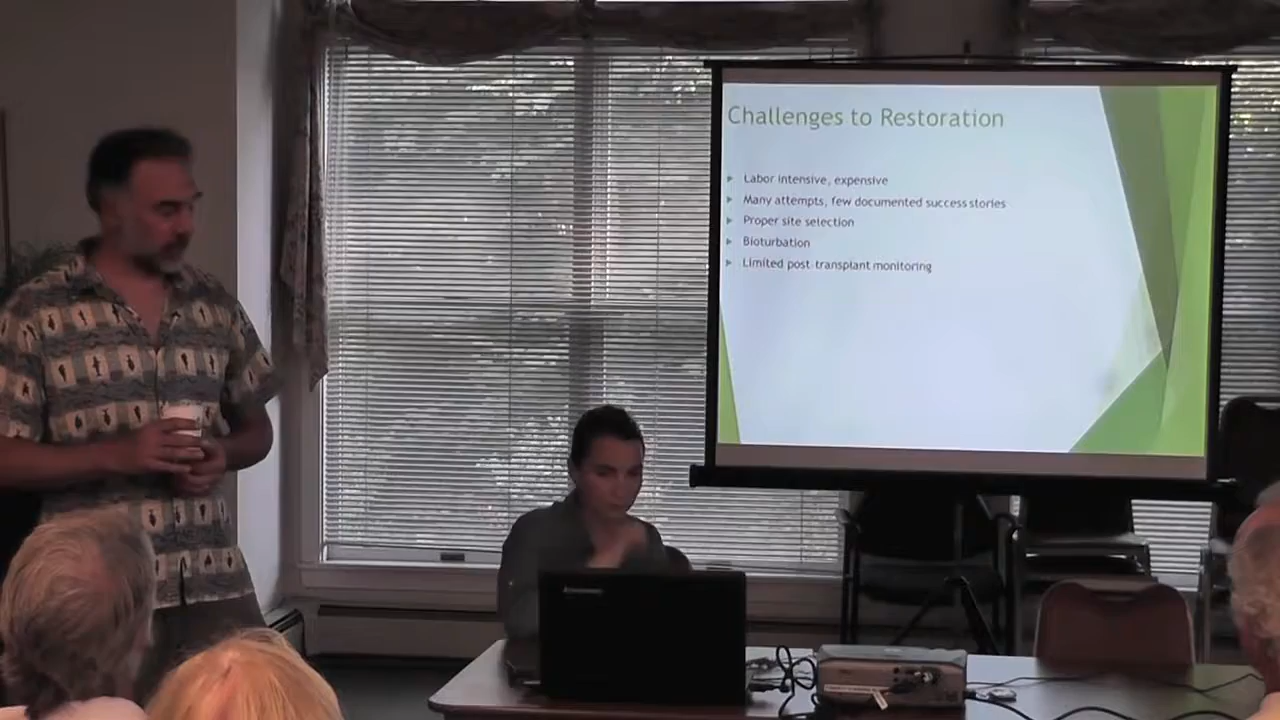 Challenges to Restoration
Labor intensive, expensive
Many attempts, few documented success stories
Proper site selection
Bioturbation
Limited post-transplant monitoring